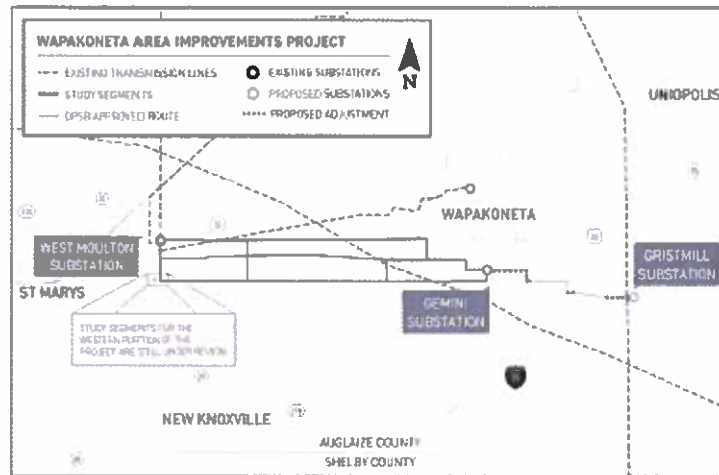 WAPAKONETA AREA IMPROVEMENTS PROJECT
EXISTING TRANSMISSION LINES
STUDY SEGMENTS
OPSB APPROVED ROUTE
EXISTING SUBSTATIONS
PROPOSED SUBSTATIONS
PROPOSED ADJUSTMENT
N
UNIOPOLIS
WAPAKONETA
WEST MOULTON
SUBSTATION
ST MARYS
GRISTMILL
SUBSTATION
GEMINI
SUBSTATION
STUDY SEGMENTS FOR THE
WESTERN PORTION OF THE
PROJECT ARE STILL UNDER REVIEW
NEW KNOXVILLE
AUGLAIZE COUNTY
SHELBY COUNTY